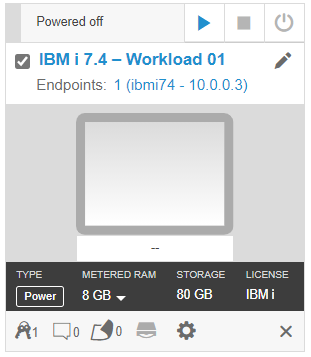 Powered off
IBM i 7.4 – Workload 01
Endpoints: 1 (ibmi74 - 10.0.0.3)
--
TYPE METERED RAM STORAGE LICENSE
Power 8 GB 80 GB IBM i
1 0 0